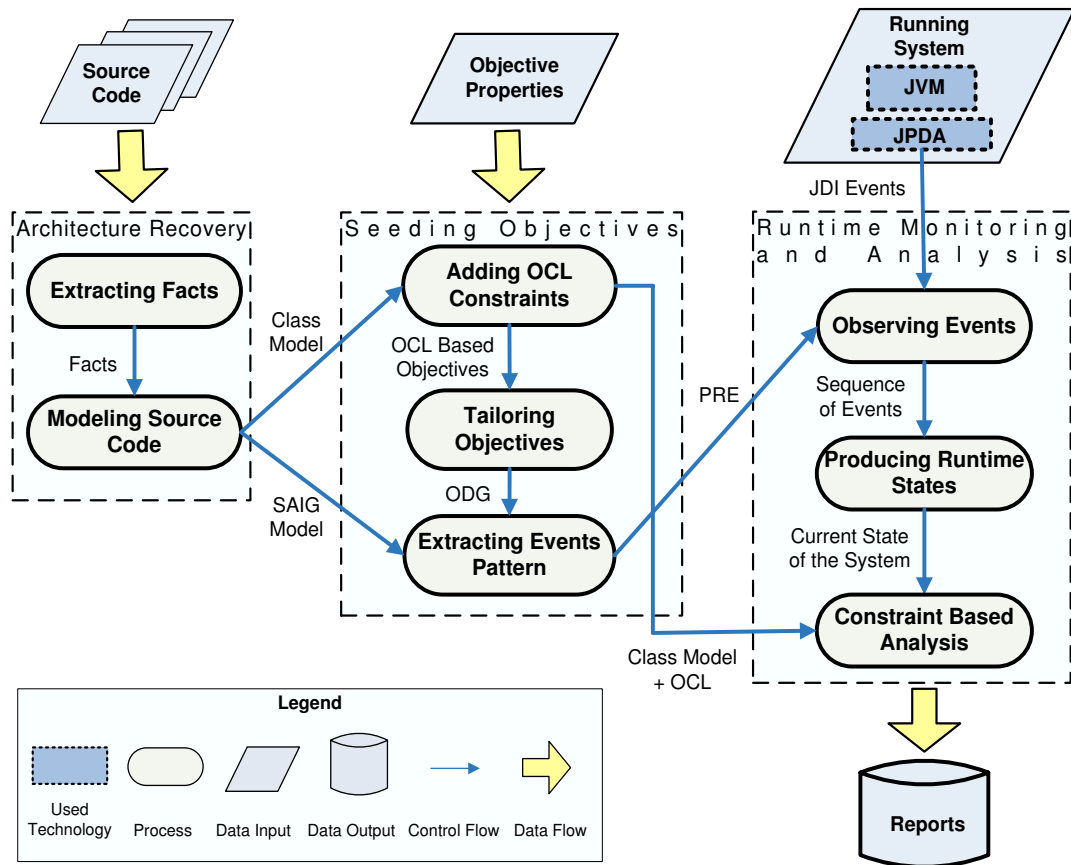 Source
Code
Objective
Properties
Running
System
JVM
JPDA
JDI Events
Architecture Recovery
Extracting Facts
Facts
Modeling Source
Code
Class
Model
SAIG
Model
Seeding Objectives
Adding OCL
Constraints
OCL Based
Objectives
Tailoring
Objectives
ODG
Extracting Events
Pattern
PRE
Class Model
+ OCL
Runtime Monitoring
and Analysis
Observing Events
Sequence
of Events
Producing Runtime
States
Current State
of the System
Constraint Based
Analysis
Reports
Legend
Used
Technology
Process
Data Input
Data Output
Control Flow
Data Flow